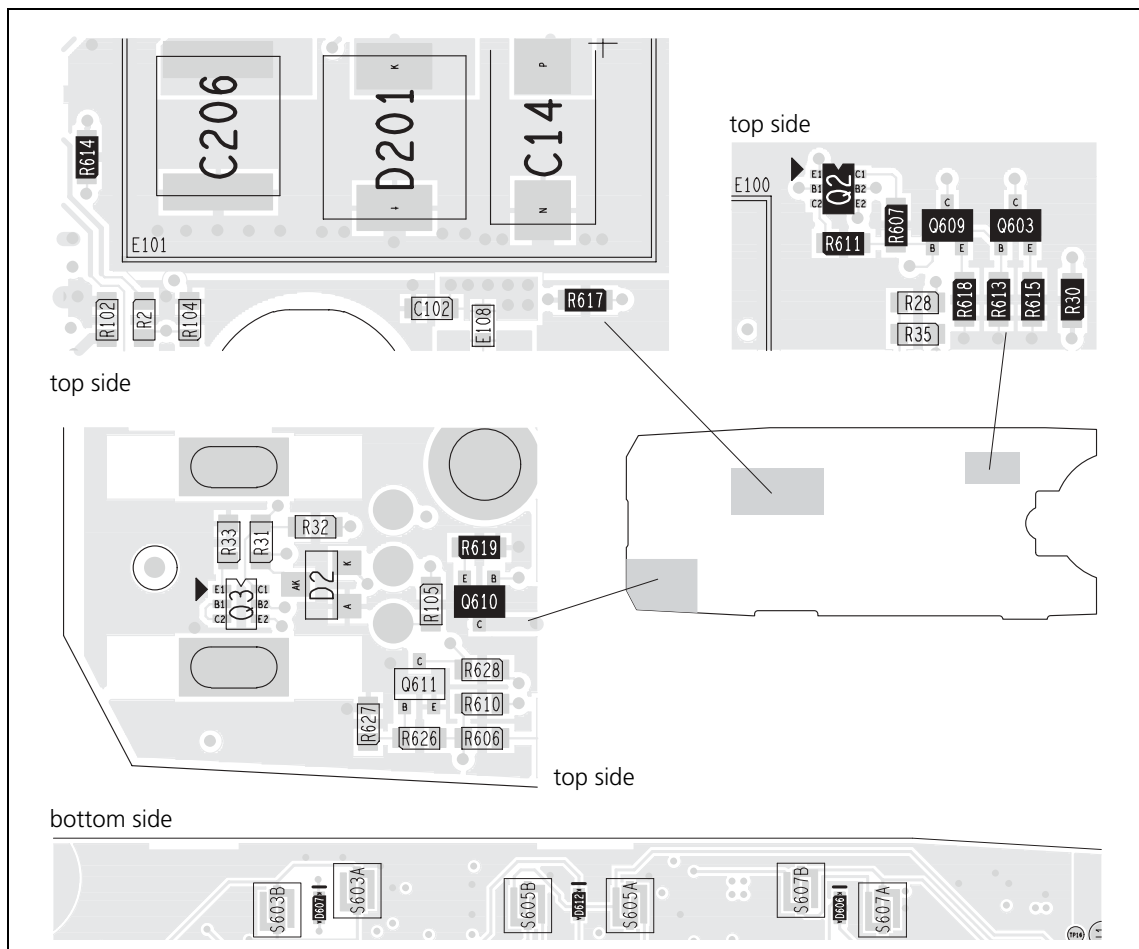 C206
K
D201
P
C14
N
R614
E101
R102
R2
R104
C102
E108
R617
top side
top side
E100
E1
B1
C2
Q2
C1
B2
E2
R607
R611
C
Q609
B
E
C
Q603
B
E
R28
R35
R618
R613
R615
R30
R33
R31
R32
E1
B1
C2
Q3
C1
B2
E2
AK
D2
K
A
R105
R619
E
B
Q610
C
C
Q611
B
E
R628
R610
R627
R626
R606
top side
bottom side
S603B
D607
S603A
S605B
D612
S605A
S607B
D606
S607A